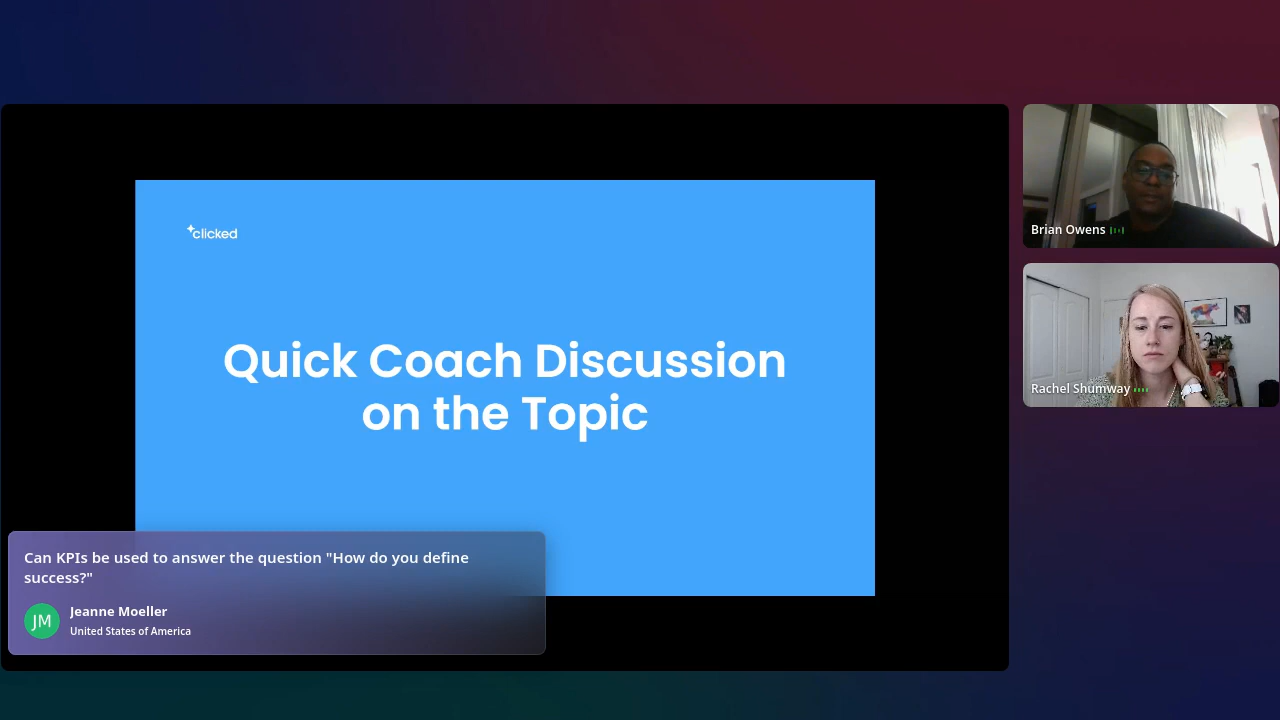 clicked
Quick Coach Discussion
on the Topic
Can KPIs be used to answer the question "How do you define
success?"
JM
Jeanne Moeller
United States of America
Brian Owens
Rachel Shumway